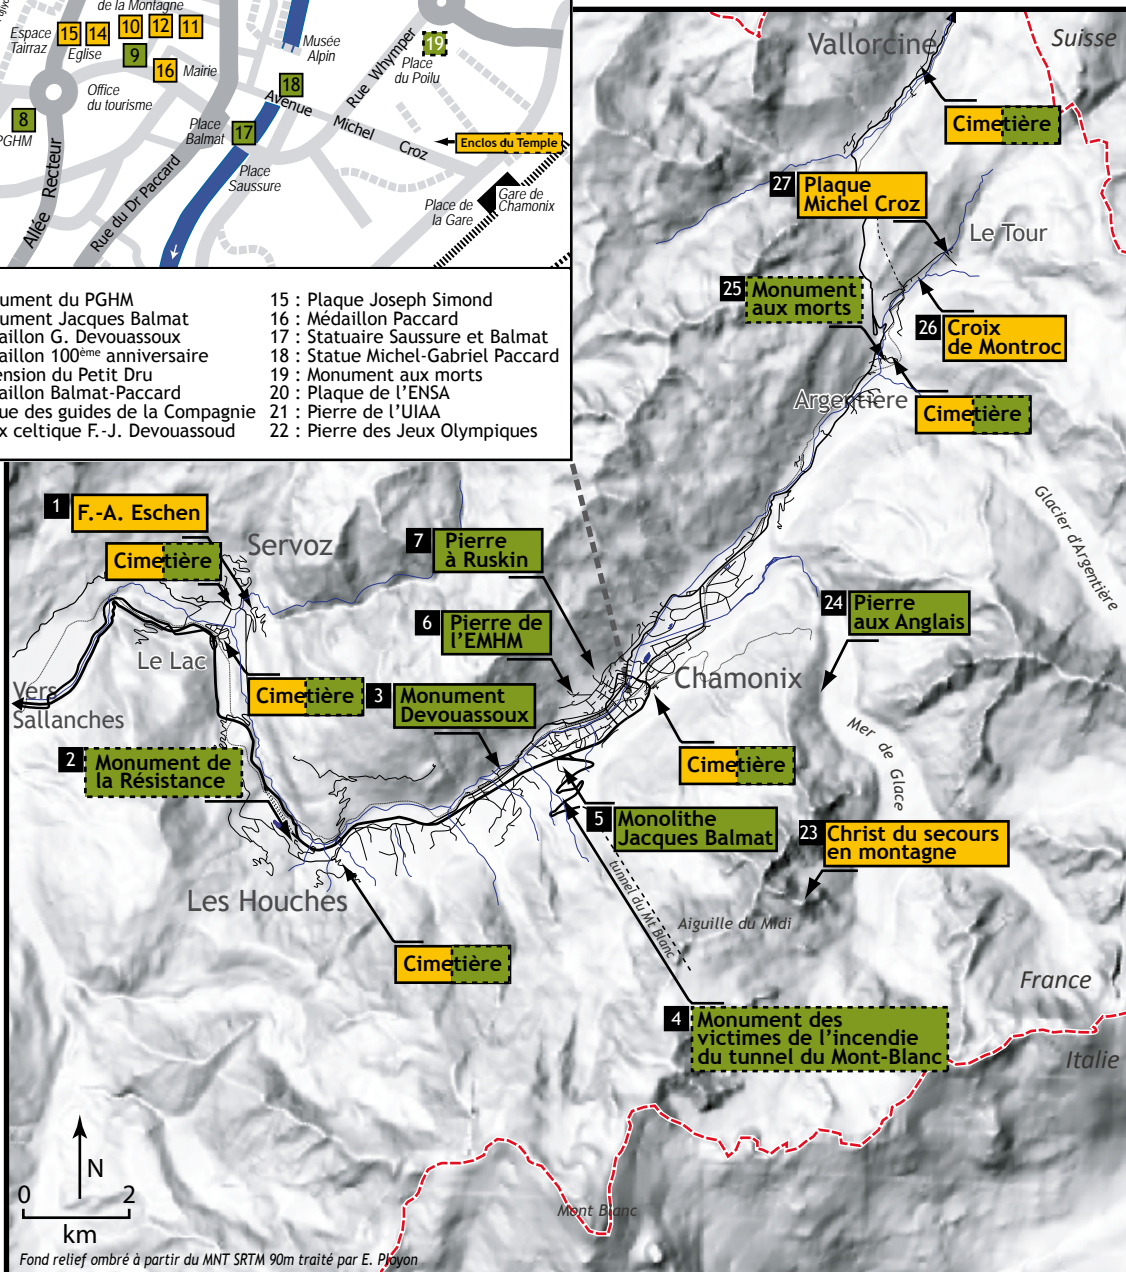 de la Montagne
Espace
Tairraz
15
14
10
12
11
Eglise
9
16
Mairie
Office
du tourisme
8
PGHM
Musée
Alpin
18
Rue Whymper
19
Place
du Poilu
Avenue Michel Croz
Place
Balmat
17
Place
Saussure
Enclos du Temple
Gare de
Chamonix
Place de
la Gare
Allée Recteur
Rue du Dr Paccard
ument du PGHM
ument Jacques Balmat
aillon G. Devouassoux
aillon 100ème anniversaire
ension du Petit Dru
aillon Balmat-Paccard
ue des guides de la Compagnie
x celtique F.-J. Devouassoud
15 : Plaque Joseph Simond
16 : Médaillon Paccard
17 : Statuaire Saussure et Balmat
18 : Statue Michel-Gabriel Paccard
19 : Monument aux morts
20 : Plaque de l'ENSA
21 : Pierre de l'UIAA
22 : Pierre des Jeux Olympiques
Vallorcine
Suisse
Cimetière
27 Plaque
Michel Croz
Le Tour
25 Monument
aux morts
26 Croix
de Montroc
Argentière
Cimetière
Glacier d'Argentière
1 F.-A. Eschen
Cimetière
Servoz
7 Pierre
à Ruskin
6 Pierre de
l'EMHM
24 Pierre
aux Anglais
Le Lac
Chamonix
Vers
Sallanches
Cimetière
3 Monument
Devouassoux
Mer de Glace
2 Monument de
la Résistance
Cimetière
5 Monolithe
Jacques Balmat
23 Christ du secours
en montagne
tunnel du Mt Blanc
Les Houches
Aiguille du Midi
Cimetière
France
4 Monument des
victimes de l'incendie
du tunnel du Mont-Blanc
Italie
N
0 2
km
Mont Blanc
Fond relief ombré à partir du MNT SRTM 90m traité par E. Ployon